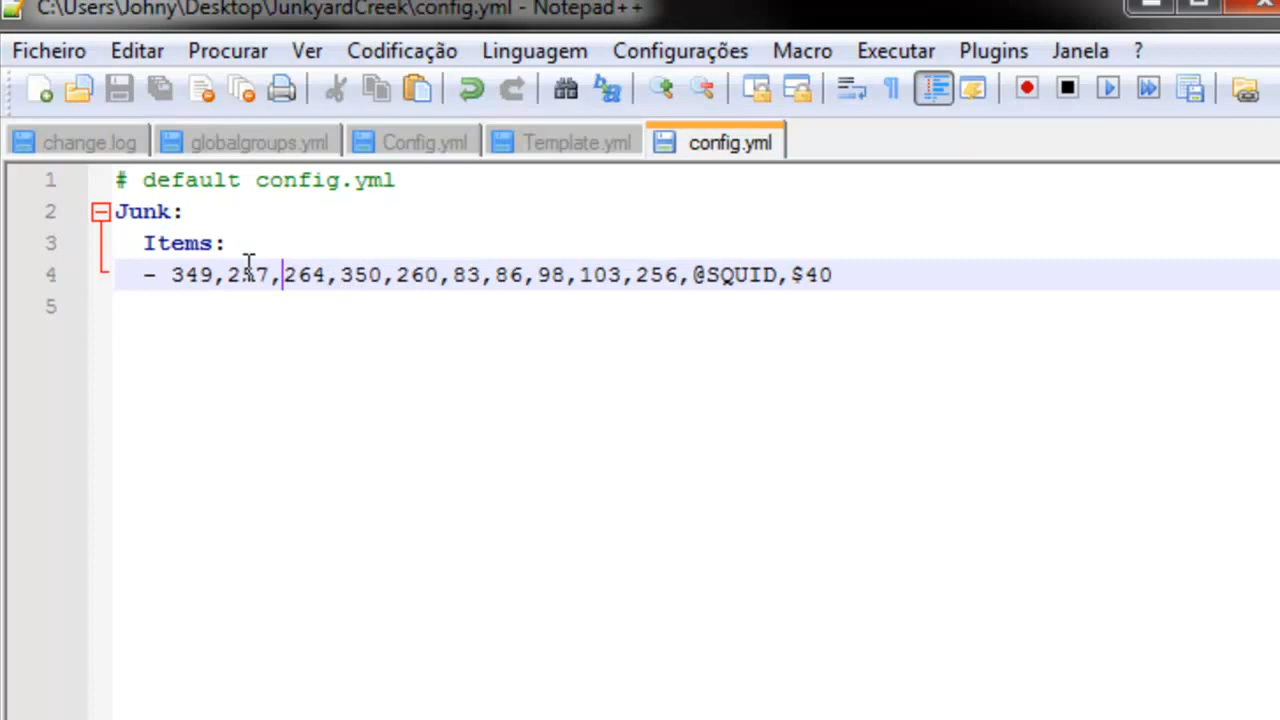 C:\Users\Johny\Desktop\JunkyardCreek\config.yml - Notepad++
Ficheiro Editar Procurar Ver Codificação Linguagem Configurações Macro Executar Plugins Janela ?
change.log globalgroups.yml Config.yml Template.yml config.yml
1 # default config.yml
2 Junk:
3 Items:
4 - 349,257,264,350,260,83,86,98,103,256,@SQUID,$40
5